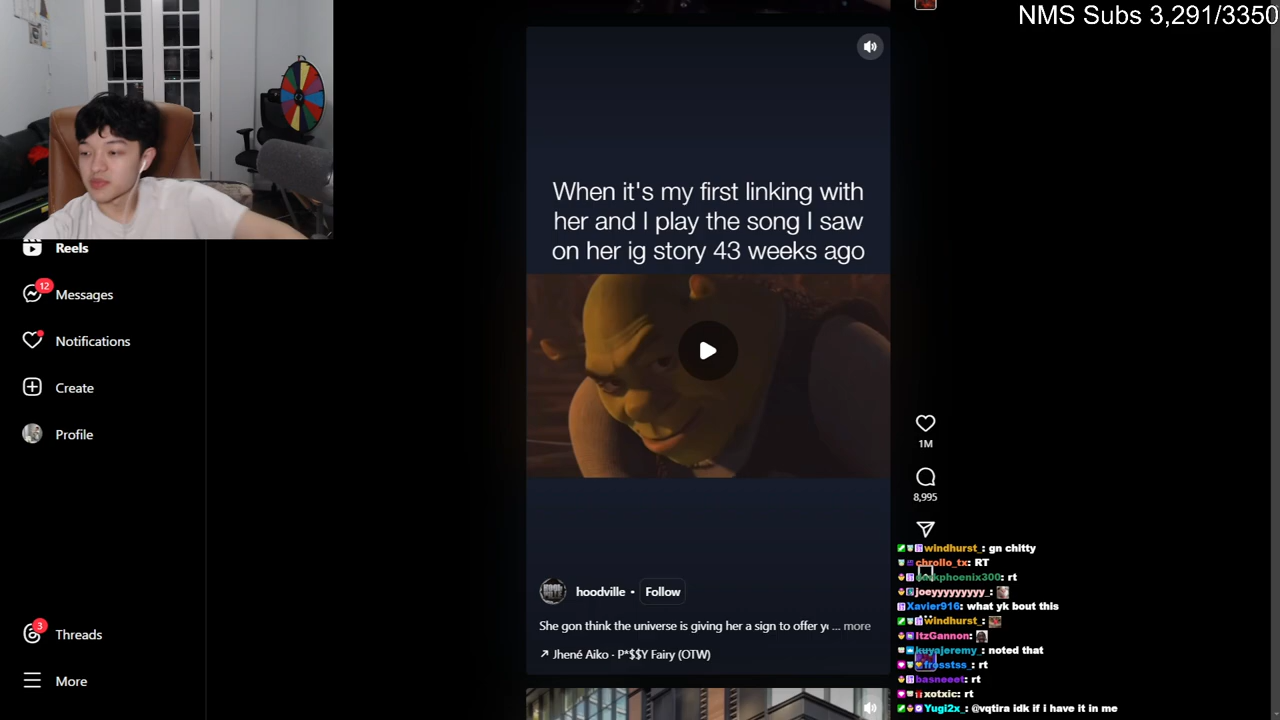 NMS Subs 3,291/3350
When it's my first linking with
her and I play the song I saw
on her ig story 43 weeks ago
Reels
12
Messages
Notifications
Create
Profile
3
Threads
More
1M
8,995
hoodville • Follow
She gon think the universe is giving her a sign to offer y ... more
Jhené Aiko - P*$$Y Fairy (OTW)
windhurst_: gn chitty
chrollo_tx: RT
darkphoenix300: rt
joeyyyyyyyyy_:
Xavier916: what yk bout this
windhurst_:
ItzGannon:
kuyajeremy_: noted that
frosstss_: rt
basneeet: rt
xotxic: rt
Yugi2x_: @vqtira idk if i have it in me